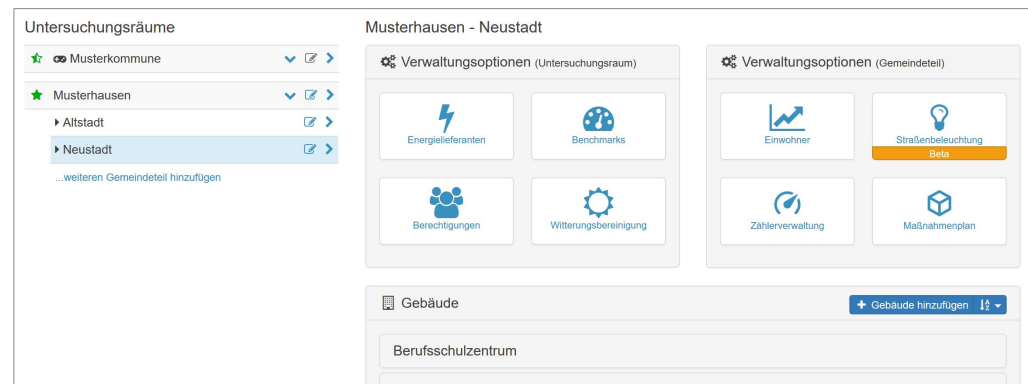 Untersuchungsräume
Musterkommune
Musterhausen
Altstadt
Neustadt
...weiteren Gemeindeteil hinzufügen
Musterhausen - Neustadt
Verwaltungsoptionen (Untersuchungsraum)
Energielieferanten
Benchmarks
Berechtigungen
Witterungsbereinigung
Verwaltungsoptionen (Gemeindeteil)
Einwohner
Straßenbeleuchtung
Beta
Zählerverwaltung
Maßnahmenplan
Gebäude
Gebäude hinzufügen
Berufsschulzentrum